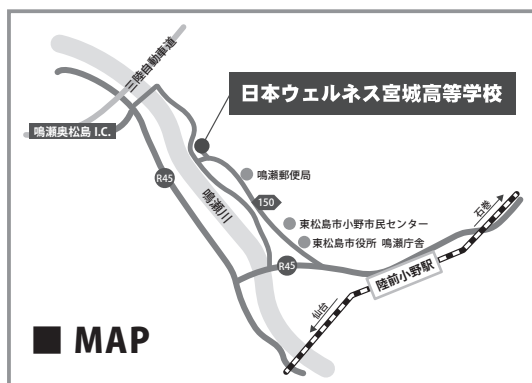 三陸自動車道
日本ウェルネス宮城高等学校
鳴瀬奥松島 I.C.
鳴瀬郵便局
R45
鳴瀬川
150
東松島市小野市民センター
東松島市役所 鳴瀬庁舎
石巻
R45
陸前小野駅
仙台
■ MAP